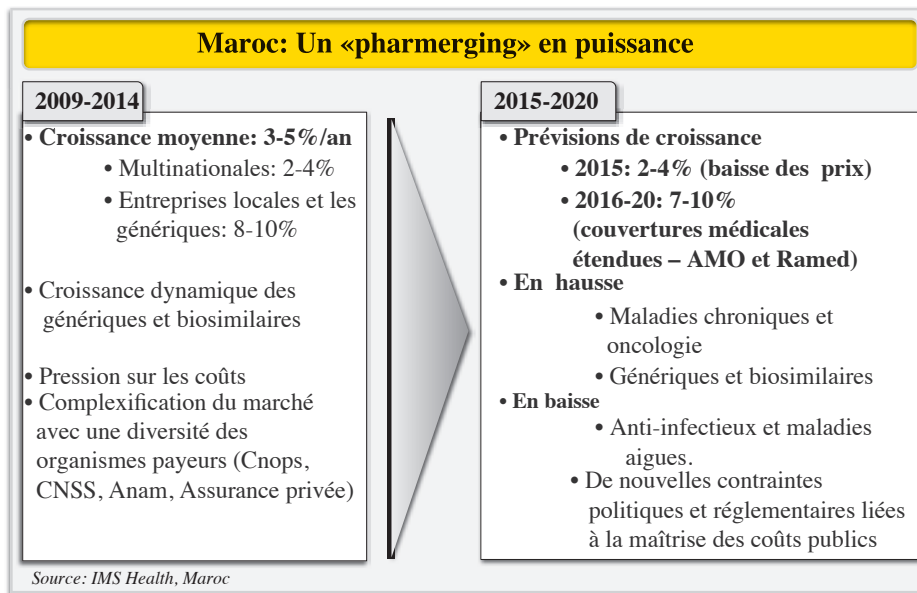 Maroc: Un «pharmerging» en puissance
2009-2014
• Croissance moyenne: 3-5%/an
• Multinationales: 2-4%
• Entreprises locales et les
génériques: 8-10%
• Croissance dynamique des
génériques et biosimilaires
• Pression sur les coûts
• Complexification du marché
avec une diversité des
organismes payeurs (Cnops,
CNSS, Anam, Assurance privée)
2015-2020
• Prévisions de croissance
• 2015: 2-4% (baisse des prix)
• 2016-20: 7-10%
(couvertures médicales
étendues – AMO et Ramed)
• En hausse
• Maladies chroniques et
oncologie
• Génériques et biosimilaires
• En baisse
• Anti-infectieux et maladies
aigues.
• De nouvelles contraintes
politiques et réglementaires liées
à la maîtrise des coûts publics
Source: IMS Health, Maroc